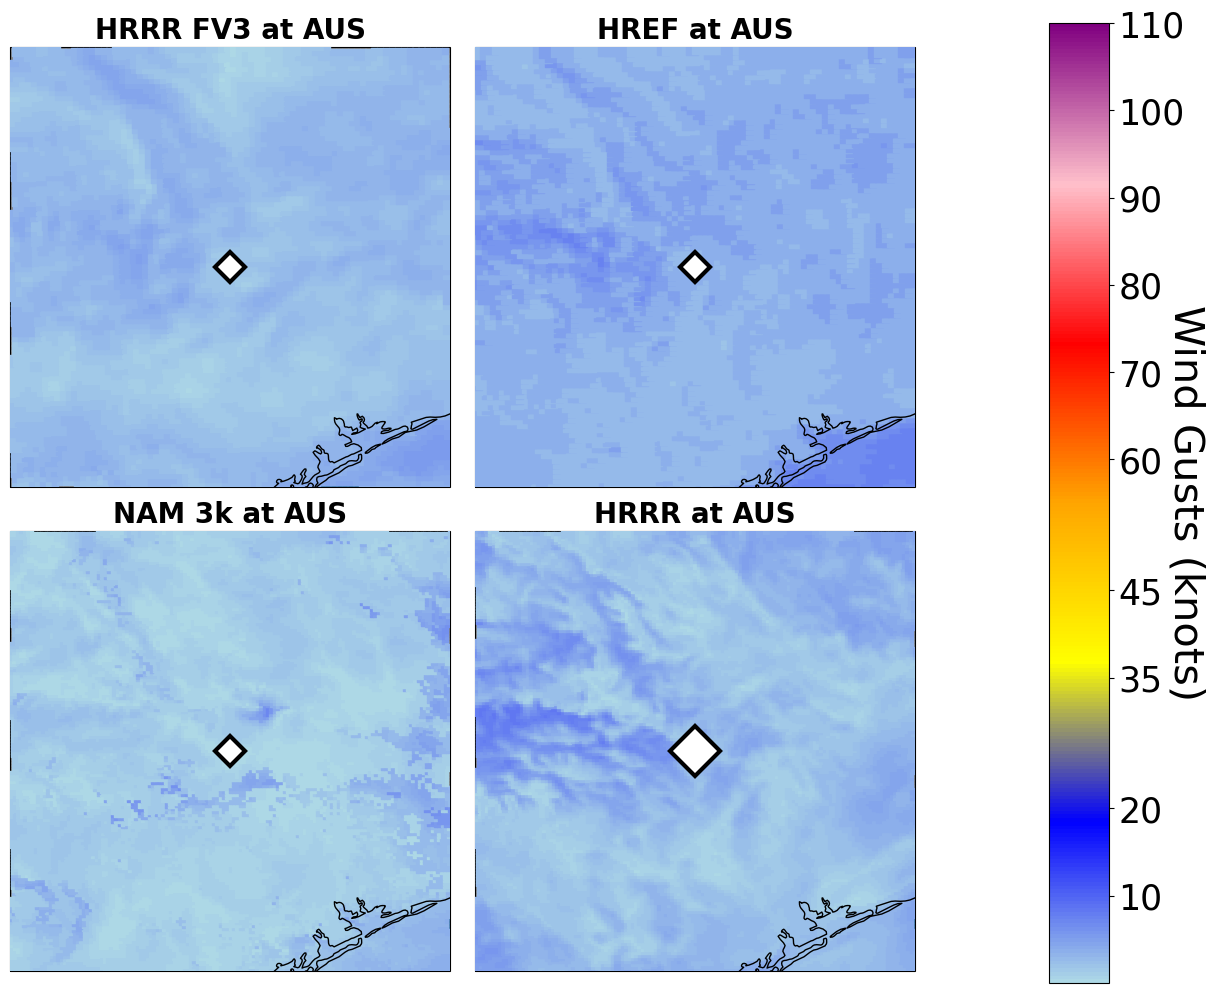 HRRR FV3 at AUS
HREF at AUS
NAM 3k at AUS
HRRR at AUS
110
100
90
80
70
60
45
35
20
10
Wind Gusts (knots)